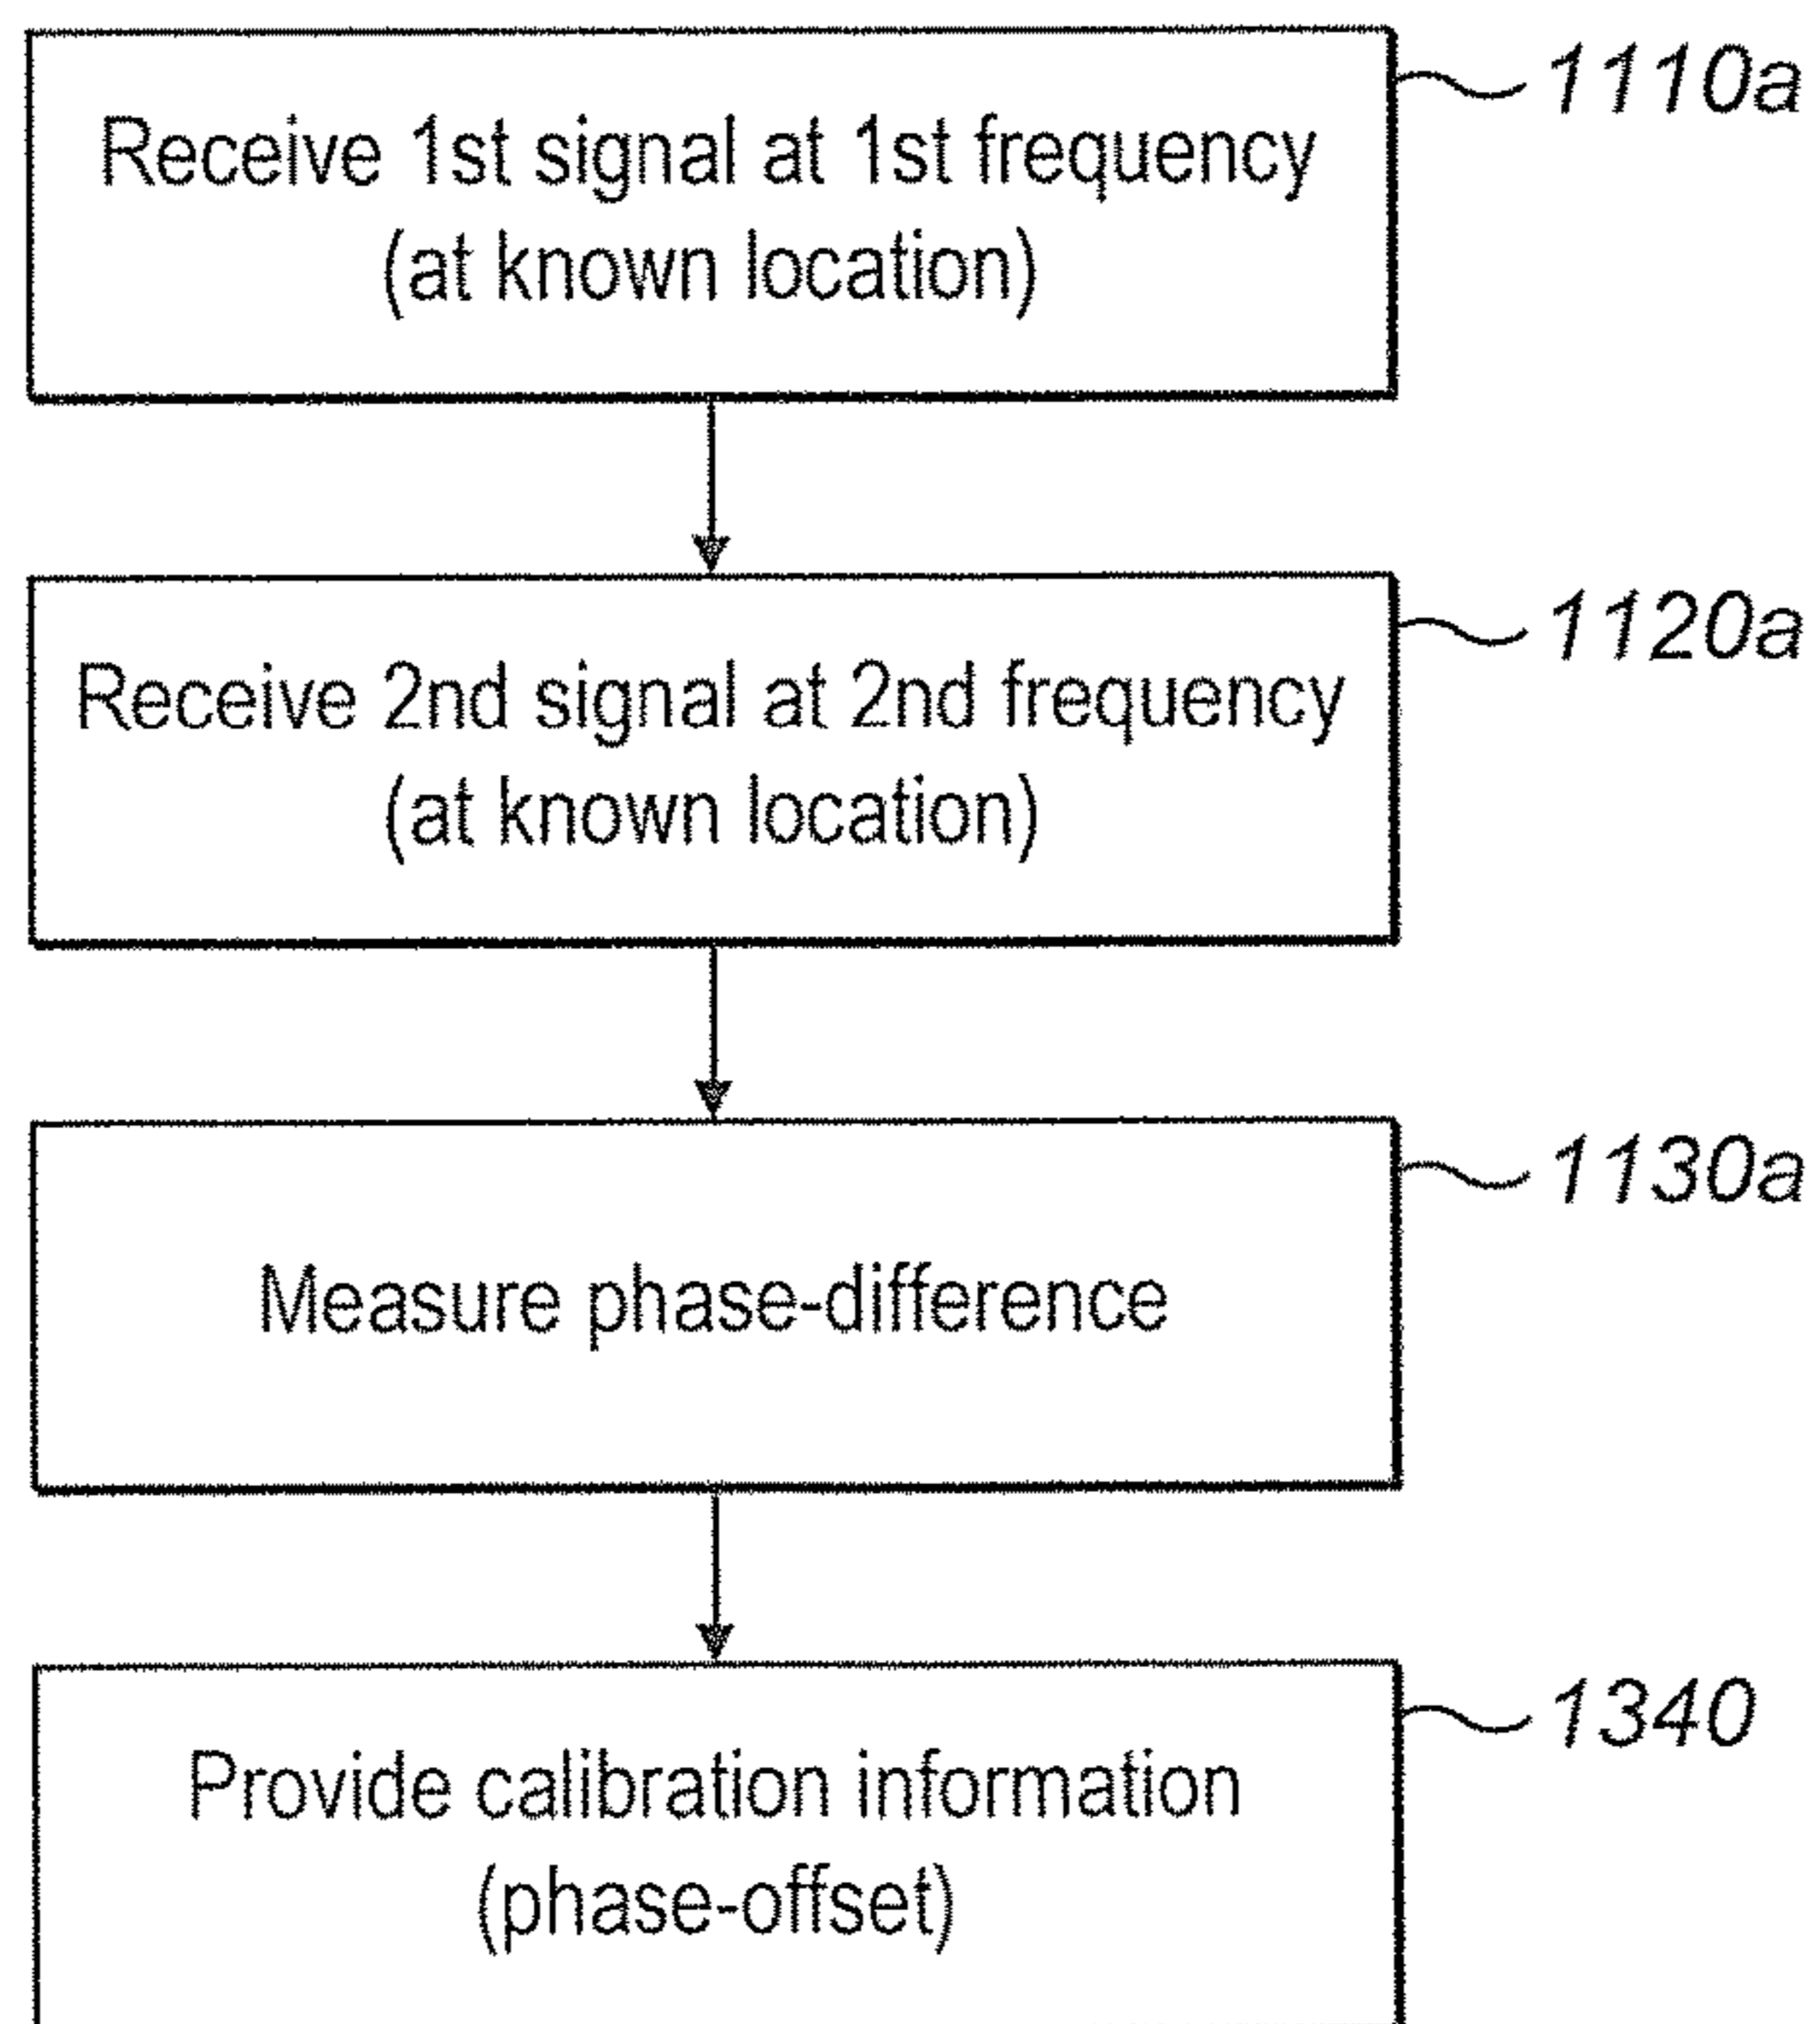 Receive 1st signal at 1st frequency
(at known location)
1110a
Receive 2nd signal at 2nd frequency
(at known location)
1120a
Measure phase-difference
1130a
Provide calibration information
(phase-offset)
1340